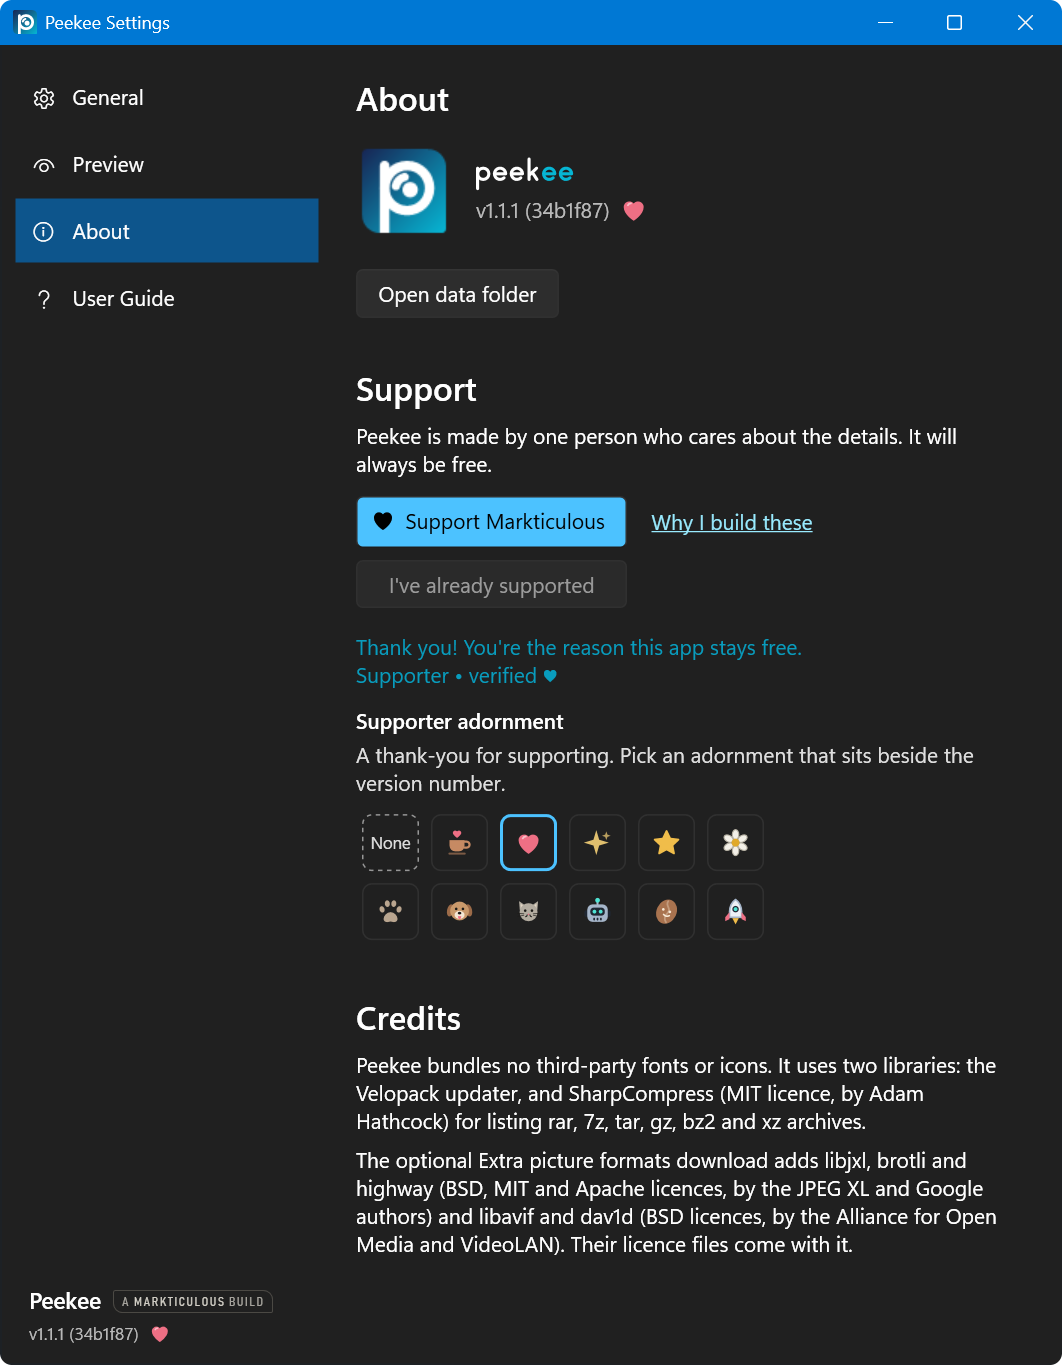 Peekee Settings
General
Preview
About
User Guide
About
peekee
v1.1.1 (34b1f87)
Open data folder
Support
Peekee is made by one person who cares about the details. It will
always be free.
Support Markticulous
Why I build these
I've already supported
Thank you! You're the reason this app stays free.
Supporter • verified ♥
Supporter adornment
A thank-you for supporting. Pick an adornment that sits beside the
version number.
None
Credits
Peekee bundles no third-party fonts or icons. It uses two libraries: the
Velopack updater, and SharpCompress (MIT licence, by Adam
Hathcock) for listing rar, 7z, tar, gz, bz2 and xz archives.
The optional Extra picture formats download adds libjxl, brotli and
highway (BSD, MIT and Apache licences, by the JPEG XL and Google
authors) and libavif and dav1d (BSD licences, by the Alliance for Open
Media and VideoLAN). Their licence files come with it.
Peekee
A MARKTICULOUS BUILD
v1.1.1 (34b1f87)